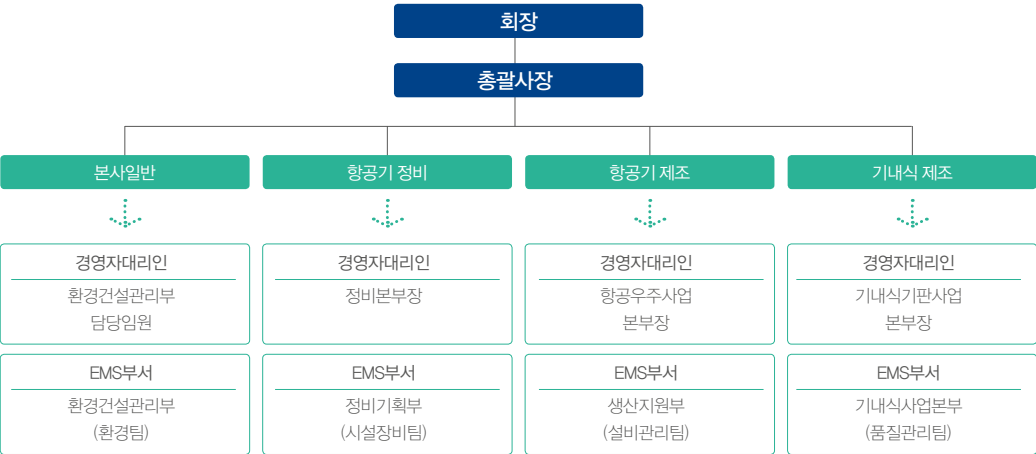 회장
총괄사장
본사일반
항공기 정비
항공기 제조
기내식 제조
경영자대리인
환경건설관리부
담당임원
경영자대리인
정비본부장
경영자대리인
항공우주사업
본부장
경영자대리인
기내식기판사업
본부장
EMS부서
환경건설관리부
(환경팀)
EMS부서
정비기획부
(시설장비팀)
EMS부서
생산지원부
(설비관리팀)
EMS부서
기내식사업본부
(품질관리팀)